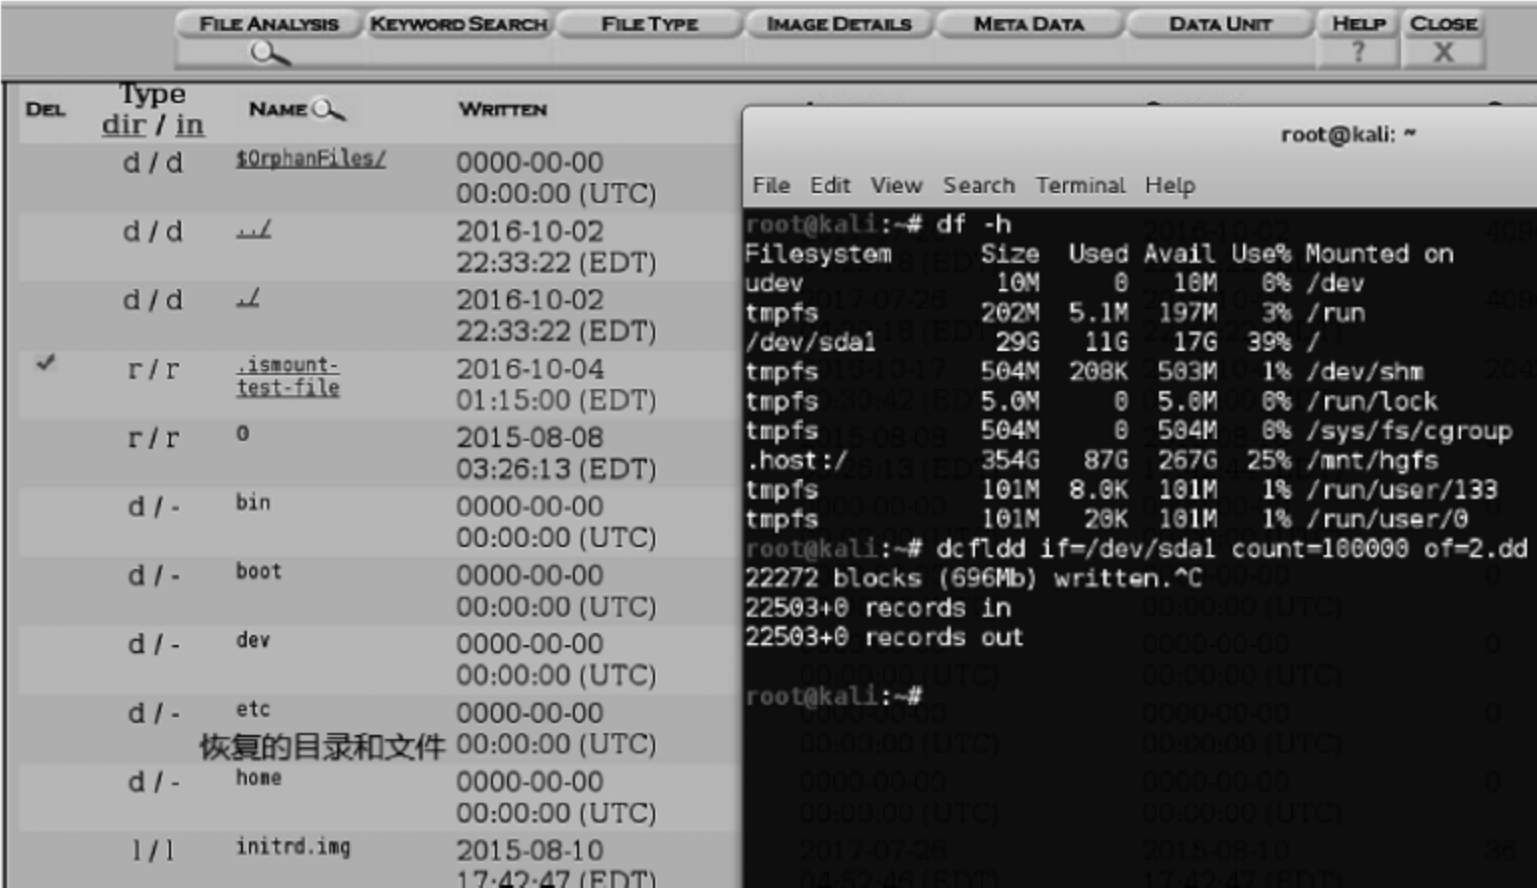 FILE ANALYSIS KEYWORD SEARCH FILE TYPE IMAGE DETAILS META DATA DATA UNIT HELP CLOSE
? X
DEL Type NAME WRITTEN
dir / in
d / d $OrphanFiles/ 0000-00-00
00:00:00 (UTC)
d / d ../ 2016-10-02
22:33:22 (EDT)
d / d ./ 2016-10-02
22:33:22 (EDT)
✓ r / r .ismount- 2016-10-04
test-file 01:15:00 (EDT)
r / r 0 2015-08-08
03:26:13 (EDT)
d / - bin 0000-00-00
00:00:00 (UTC)
d / - boot 0000-00-00
00:00:00 (UTC)
d / - dev 0000-00-00
00:00:00 (UTC)
d / - etc 0000-00-00
恢复的目录和文件 00:00:00 (UTC)
d / - home 0000-00-00
00:00:00 (UTC)
l / l initrd.img 2015-08-10
17:42:47 (EDT)
root@kali: ~
File Edit View Search Terminal Help
root@kali:~# df -h
Filesystem Size Used Avail Use% Mounted on
udev 10M 0 10M 0% /dev
tmpfs 202M 5.1M 197M 3% /run
/dev/sda1 29G 11G 17G 39% /
tmpfs 504M 208K 503M 1% /dev/shm
tmpfs 5.0M 0 5.0M 0% /run/lock
tmpfs 504M 0 504M 0% /sys/fs/cgroup
.host:/ 354G 87G 267G 25% /mnt/hgfs
tmpfs 101M 8.0K 101M 1% /run/user/133
tmpfs 101M 20K 101M 1% /run/user/0
root@kali:~# dcfldd if=/dev/sda1 count=100000 of=2.dd
22272 blocks (696Mb) written.^C
22503+0 records in
22503+0 records out
root@kali:~#